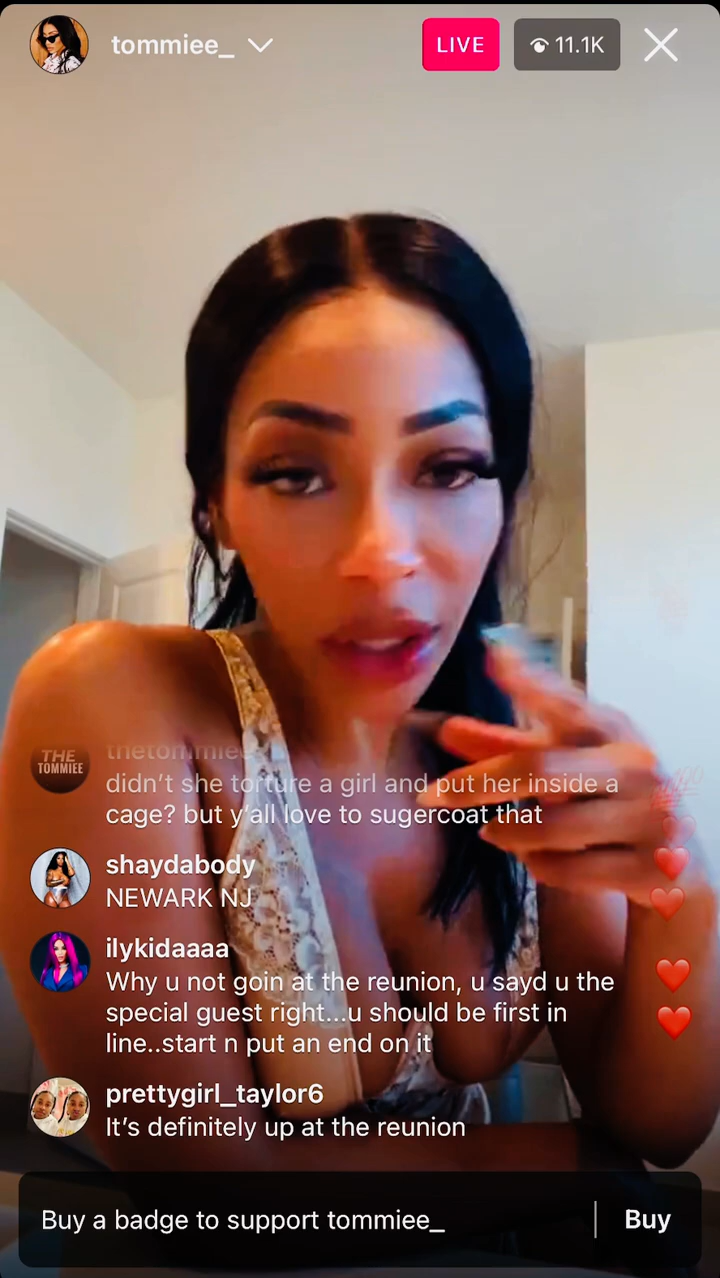 tommiee_
LIVE
11.1K
THE
TOMMIEE
thetommiee
didn't she torture a girl and put her inside a
cage? but y'all love to sugercoat that
shaydabody
NEWARK NJ
ilykidaaaa
Why u not goin at the reunion, u sayd u the
special guest right...u should be first in
line..start n put an end on it
prettygirl_taylor6
It's definitely up at the reunion
Buy a badge to support tommiee_
Buy